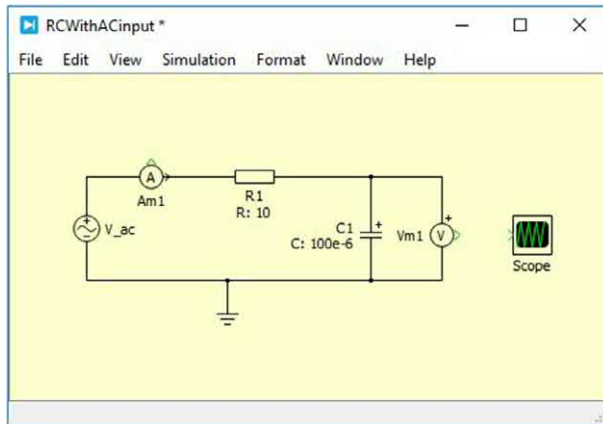 RCWithACinput *
File Edit View Simulation Format Window Help
A
Am1
R1
R: 10
V_ac
C1
C: 100e-6
Vm1
V
Scope